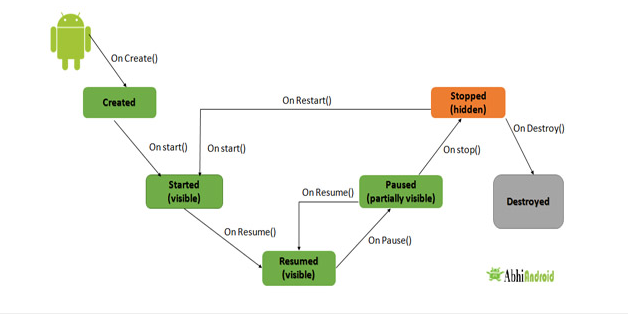 On Create()
Created
Stopped
(hidden)
On Restart()
On Destroy()
On start()
On start()
On stop()
Started
(visible)
Paused
(partially visible)
On Resume()
Destroyed
On Resume()
On Pause()
Resumed
(visible)
AbhiAndroid